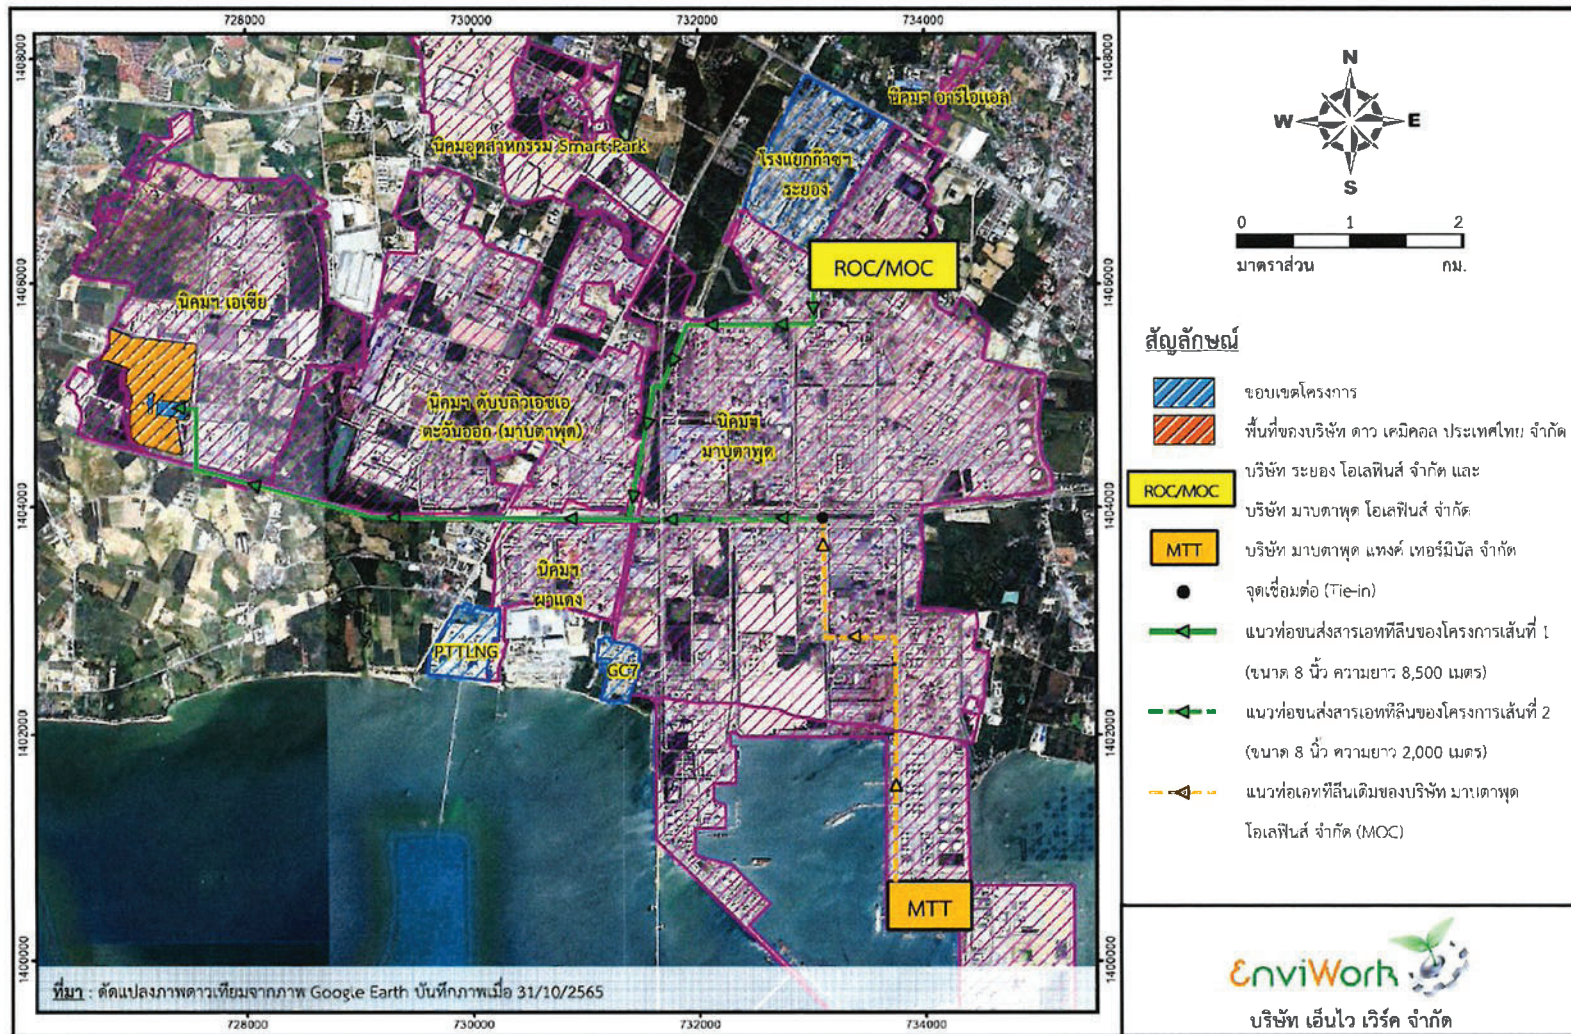 728000 730000 732000 734000
1408000
1406000
1404000
1402000
1400000
นิคมฯ อาร์ไอแอล
นิคมอุตสาหกรรม Smart Park
โรงแยกก๊าซฯ
ระยอง
ROC/MOC
นิคมฯ เอเชีย
นิคมฯ ดับบลิวเอชเอ
ตะวันออก (มาบตาพุด)
นิคมฯ
มาบตาพุด
นิคมฯ
ผาแดง
PTTLNG
GC7
MTT
ที่มา : ดัดแปลงภาพดาวเทียมจากภาพ Google Earth บันทึกภาพเมื่อ 31/10/2565
728000 730000 732000 734000
N
W E
S
0 1 2
มาตราส่วน กม.
สัญลักษณ์
ขอบเขตโครงการ
พื้นที่ของบริษัท ดาว เคมิคอล ประเทศไทย จำกัด
บริษัท ระยอง โอเลฟินส์ จำกัด และ
ROC/MOC
บริษัท มาบตาพุด โอเลฟินส์ จำกัด
MTT บริษัท มาบตาพุด แทงค์ เทอร์มินัล จำกัด
จุดเชื่อมต่อ (Tie-in)
แนวท่อขนส่งสารเอททีลีนของโครงการเส้นที่ 1
(ขนาด 8 นิ้ว ความยาว 8,500 เมตร)
แนวท่อขนส่งสารเอททีลีนของโครงการเส้นที่ 2
(ขนาด 8 นิ้ว ความยาว 2,000 เมตร)
แนวท่อเอททีลีนเดิมของบริษัท มาบตาพุด
โอเลฟินส์ จำกัด (MOC)
EnviWork
บริษัท เอ็นไว เวิร์ค จำกัด